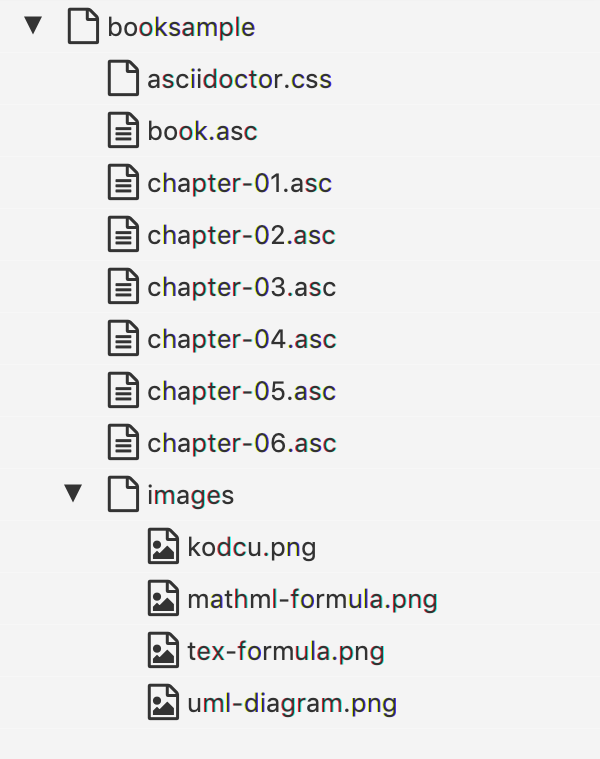 booksample
asciidoctor.css
book.asc
chapter-01.asc
chapter-02.asc
chapter-03.asc
chapter-04.asc
chapter-05.asc
chapter-06.asc
images
kodcu.png
mathml-formula.png
tex-formula.png
uml-diagram.png